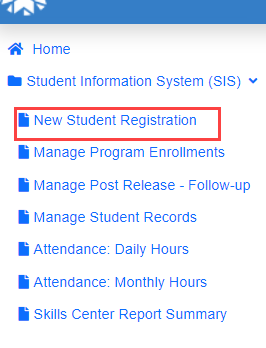 Home
Student Information System (SIS)
New Student Registration
Manage Program Enrollments
Manage Post Release - Follow-up
Manage Student Records
Attendance: Daily Hours
Attendance: Monthly Hours
Skills Center Report Summary